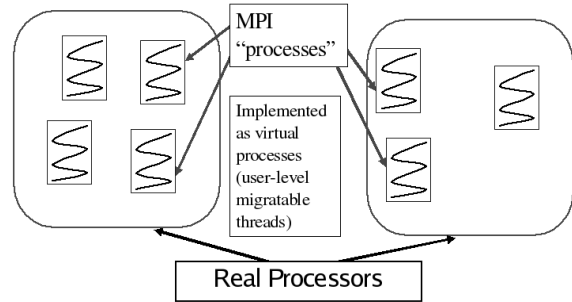 MPI
“processes”
Implemented
as virtual
processes
(user-level
migratable
threads)
Real Processors